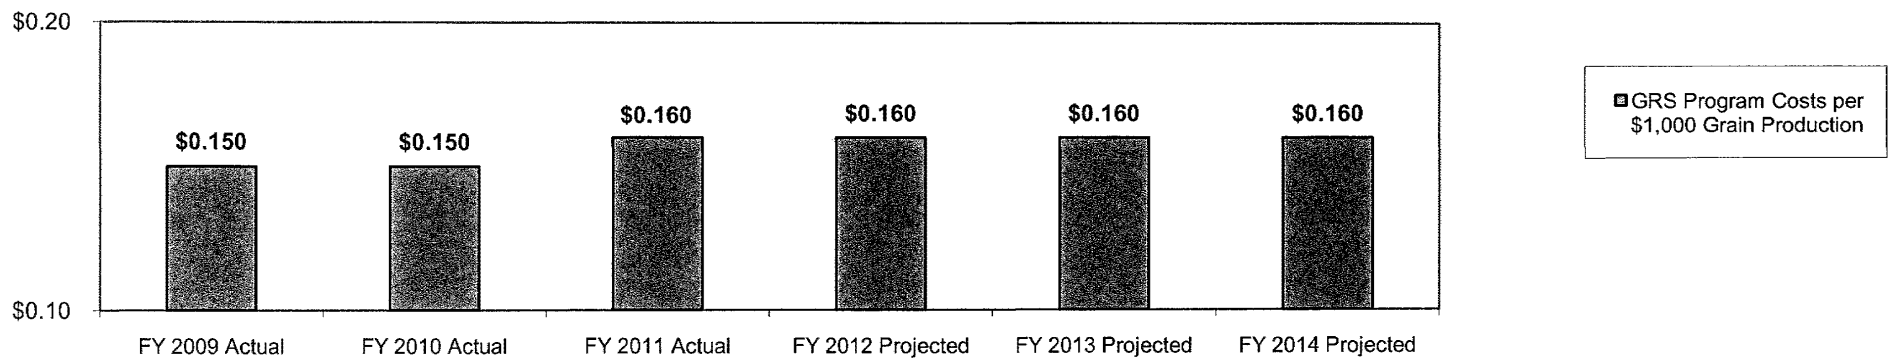 $0.20
$0.150
$0.150
$0.160
$0.160
$0.160
$0.160
GRS Program Costs per
$1,000 Grain Production
$0.10
FY 2009 Actual
FY 2010 Actual
FY 2011 Actual
FY 2012 Projected
FY 2013 Projected
FY 2014 Projected